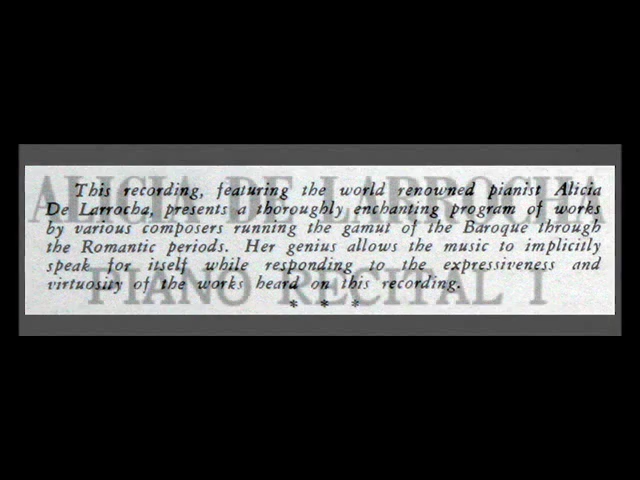 ALICIA DE LARROCHA
This recording, featuring the world renowned pianist Alicia
De Larrocha, presents a thoroughly enchanting program of works
by various composers running the gamut of the Baroque through
the Romantic periods. Her genius allows the music to implicitly
speak for itself while responding to the expressiveness and
virtuosity of the works heard on this recording.
* * *
PIANO RECITAL I